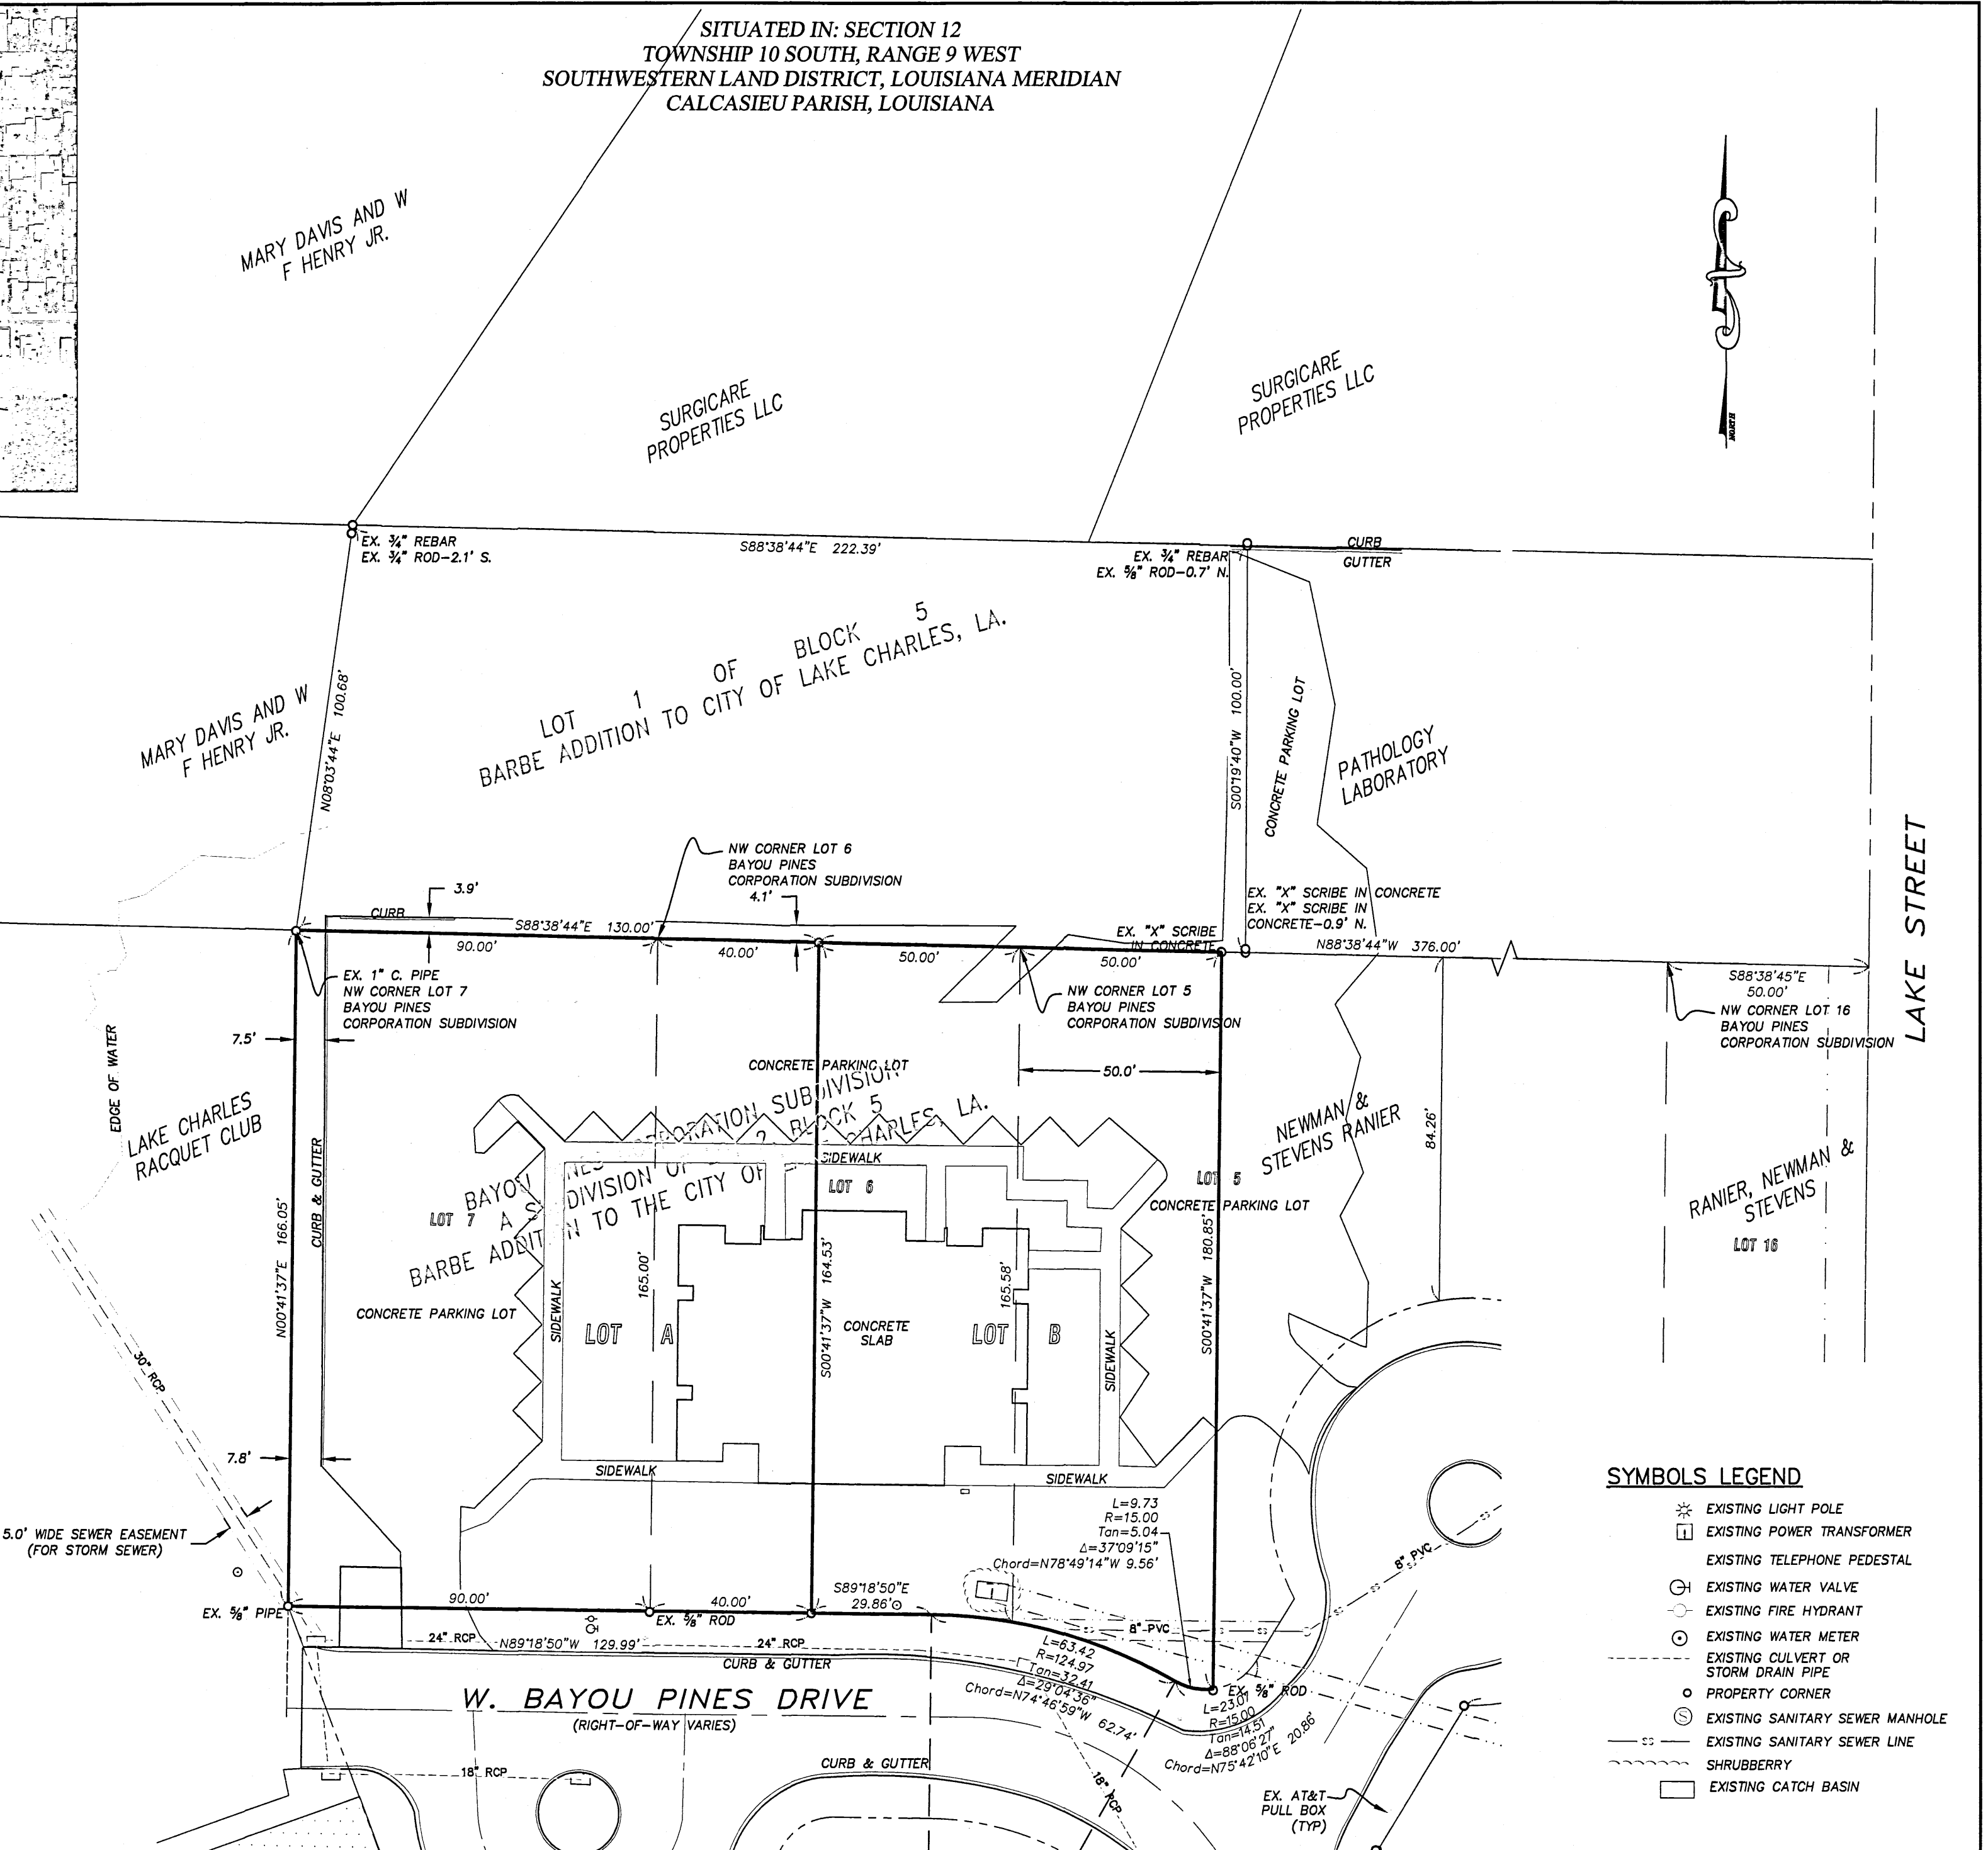 SITUATED IN: SECTION 12
TOWNSHIP 10 SOUTH, RANGE 9 WEST
SOUTHWESTERN LAND DISTRICT, LOUISIANA MERIDIAN
CALCASIEU PARISH, LOUISIANA
MARY DAVIS AND W
F HENRY JR.
SURGICARE
PROPERTIES LLC
SURGICARE
PROPERTIES LLC
NORTH
EX. ¾" REBAR
EX. ¾" ROD-2.1' S.
S88°38'44"E 222.39'
EX. ¾" REBAR
EX. ⅝" ROD-0.7' N.
CURB
GUTTER
LOT 1 OF BLOCK 5
BARBE ADDITION TO CITY OF LAKE CHARLES, LA.
MARY DAVIS AND W
F HENRY JR.
N08°03'44"E 100.68'
S00°19'40"W 100.00'
CONCRETE PARKING LOT
PATHOLOGY
LABORATORY
LAKE STREET
NW CORNER LOT 6
BAYOU PINES
CORPORATION SUBDIVISION
3.9'
4.1'
CURB
S88°38'44"E 130.00'
90.00'
40.00'
50.00'
50.00'
EX. "X" SCRIBE
IN CONCRETE
EX. "X" SCRIBE IN CONCRETE
EX. "X" SCRIBE IN
CONCRETE-0.9' N.
N88°38'44"W 376.00'
S88°38'45"E
50.00'
EX. 1" C. PIPE
NW CORNER LOT 7
BAYOU PINES
CORPORATION SUBDIVISION
NW CORNER LOT 5
BAYOU PINES
CORPORATION SUBDIVISION
NW CORNER LOT 16
BAYOU PINES
CORPORATION SUBDIVISION
7.5'
EDGE OF WATER
CONCRETE PARKING LOT
50.0'
LAKE CHARLES
RACQUET CLUB
CURB & GUTTER
ORATION SUBDIVISION
BLOCK 5
BAYOU
DIVISION OF
BARBE ADDIT N TO THE CITY OF CHARLES, LA.
SIDEWALK
LOT 6
LOT 7
LOT 5
CONCRETE PARKING LOT
NEWMAN &
STEVENS RANIER
84.26'
RANIER, NEWMAN &
STEVENS
LOT 16
N00°41'37"E 166.05'
165.00'
S00°41'37"W 164.53'
165.58'
S00°41'37"W 180.85'
CONCRETE PARKING LOT
SIDEWALK
LOT A
CONCRETE
SLAB
LOT B
SIDEWALK
30" RCP
7.8'
SIDEWALK
SIDEWALK
5.0' WIDE SEWER EASEMENT
(FOR STORM SEWER)
L=9.73
R=15.00
Tan=5.04
Δ=37°09'15"
Chord=N78°49'14"W 9.56'
8" PVC
SS
EX. ⅝" PIPE
90.00'
40.00'
EX. ⅝" ROD
S89°18'50"E
29.86'
24" RCP
N89°18'50"W 129.99'
24" RCP
CURB & GUTTER
8" PVC
SS
L=63.42
R=124.97
Tan=32.41
Δ=29°04'36"
Chord=N74°46'59"W 62.74'
EX. ⅝" ROD
L=23.07
R=15.00
Tan=14.51
Δ=88°06'27"
Chord=N75°42'10"E 20.86'
W. BAYOU PINES DRIVE
(RIGHT-OF-WAY VARIES)
CURB & GUTTER
18" RCP
18" RCP
EX. AT&T
PULL BOX
(TYP)
SYMBOLS LEGEND
EXISTING LIGHT POLE
EXISTING POWER TRANSFORMER
EXISTING TELEPHONE PEDESTAL
EXISTING WATER VALVE
EXISTING FIRE HYDRANT
EXISTING WATER METER
EXISTING CULVERT OR
STORM DRAIN PIPE
PROPERTY CORNER
S EXISTING SANITARY SEWER MANHOLE
SS EXISTING SANITARY SEWER LINE
SHRUBBERY
EXISTING CATCH BASIN